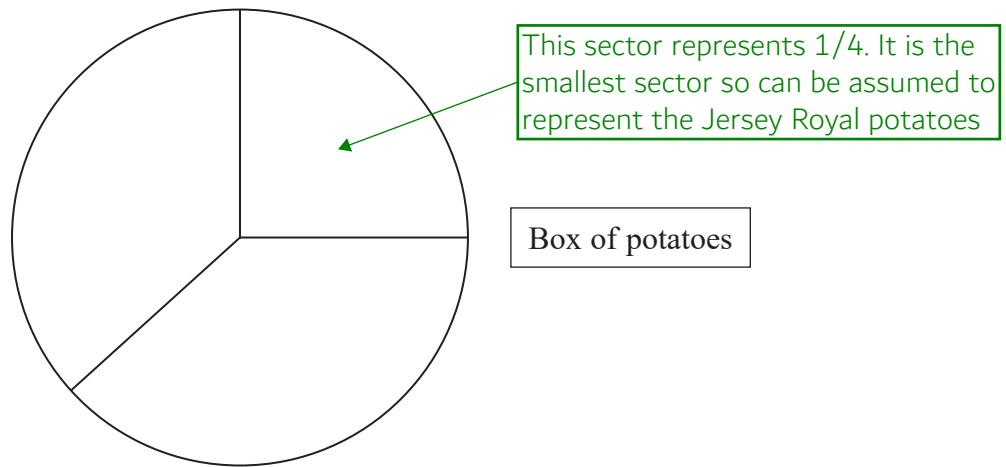 This sector represents 1/4. It is the
smallest sector so can be assumed to
represent the Jersey Royal potatoes
Box of potatoes